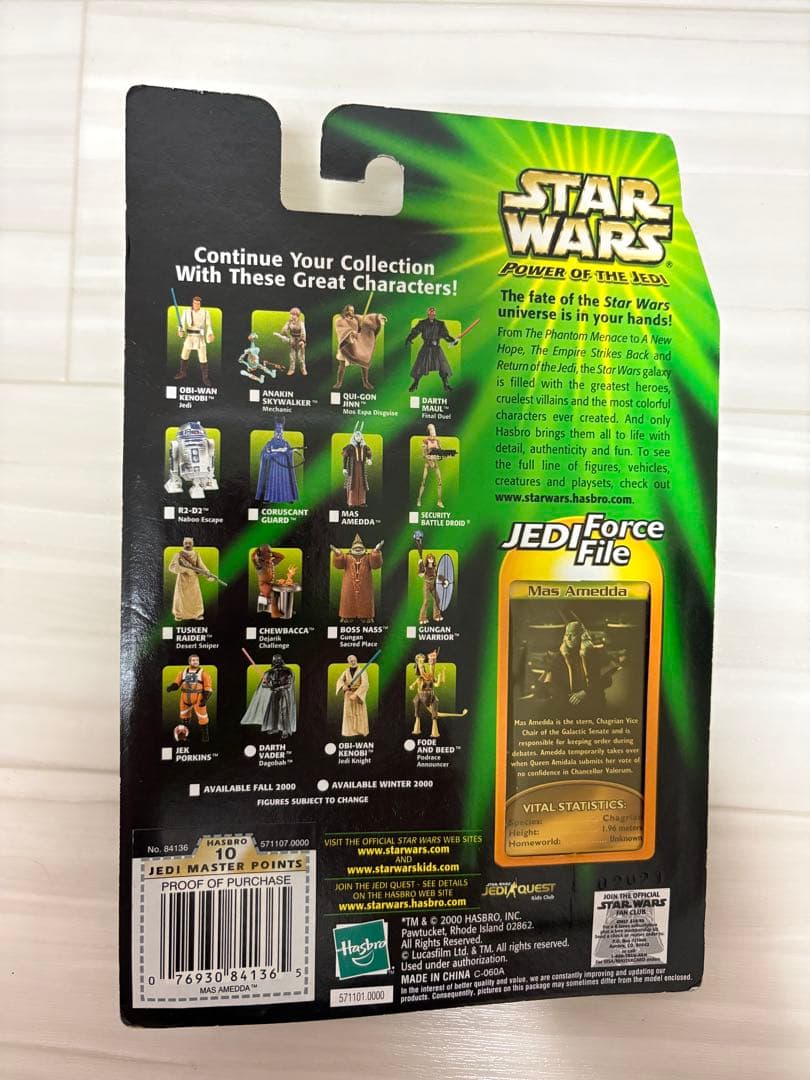 STAR
WARS®
POWER OF THE JEDI
Continue Your Collection
With These Great Characters!
OBI-WAN
KENOBI™
Jedi
ANAKIN
SKYWALKER™
Mechanic
QUI-GON
JINN™
Mos Espa Disguise
DARTH
MAUL™
Final Duel
R2-D2™
Naboo Escape
CORUSCANT
GUARD™
MAS
AMEDDA™
SECURITY
BATTLE DROID™
TUSKEN
RAIDER™
Desert Sniper
CHEWBACCA™
Dejarik
Challenge
BOSS NASS™
Gungan
Sacred Place
GUNGAN
WARRIOR™
JEK
PORKINS™
DARTH
VADER™
Dagobah™
OBI-WAN
KENOBI™
Jedi Knight
FODE
AND BEED™
Podrace
Announcer
AVAILABLE FALL 2000
AVAILABLE WINTER 2000
FIGURES SUBJECT TO CHANGE
The fate of the Star Wars
universe is in your hands!
From The Phantom Menace to A New
Hope, The Empire Strikes Back and
Return of the Jedi, the Star Wars galaxy
is filled with the greatest heroes,
cruelest villains and the most colorful
characters ever created. And only
Hasbro brings them all to life with
detail, authenticity and fun. To see
the full line of figures, vehicles,
creatures and playsets, check out
www.starwars.hasbro.com.
JEDI Force
File
Mas Amedda
Mas Amedda is the stern, Chagrian Vice
Chair of the Galactic Senate and is
responsible for keeping order during
debates. Amedda temporarily takes over
when Queen Amidala submits her vote of
no confidence in Chancellor Valorum.
VITAL STATISTICS:
Species: Chagrian
Height: 1.96 meters
Homeworld: Unknown
No. 84136
HASBRO
10
571107.0000
JEDI MASTER POINTS
PROOF OF PURCHASE
0 76930 84136 5
MAS AMEDDA™
VISIT THE OFFICIAL STAR WARS WEB SITES
www.starwars.com
AND
www.starwarskids.com
JOIN THE JEDI QUEST - SEE DETAILS
ON THE HASBRO WEB SITE
www.starwars.hasbro.com
Hasbro
571101.0000
JEDI QUEST
Kids Club
*TM & © 2000 HASBRO, INC.
Pawtucket, Rhode Island 02862.
All Rights Reserved.
© Lucasfilm Ltd. & TM. All rights reserved.
Used under authorization.
MADE IN CHINA C-060A
In the interest of better quality and value, we are constantly improving and updating our
products. Consequently, pictures on this package may sometimes differ from the model enclosed.
JOIN THE OFFICIAL
STAR WARS
FAN CLUB